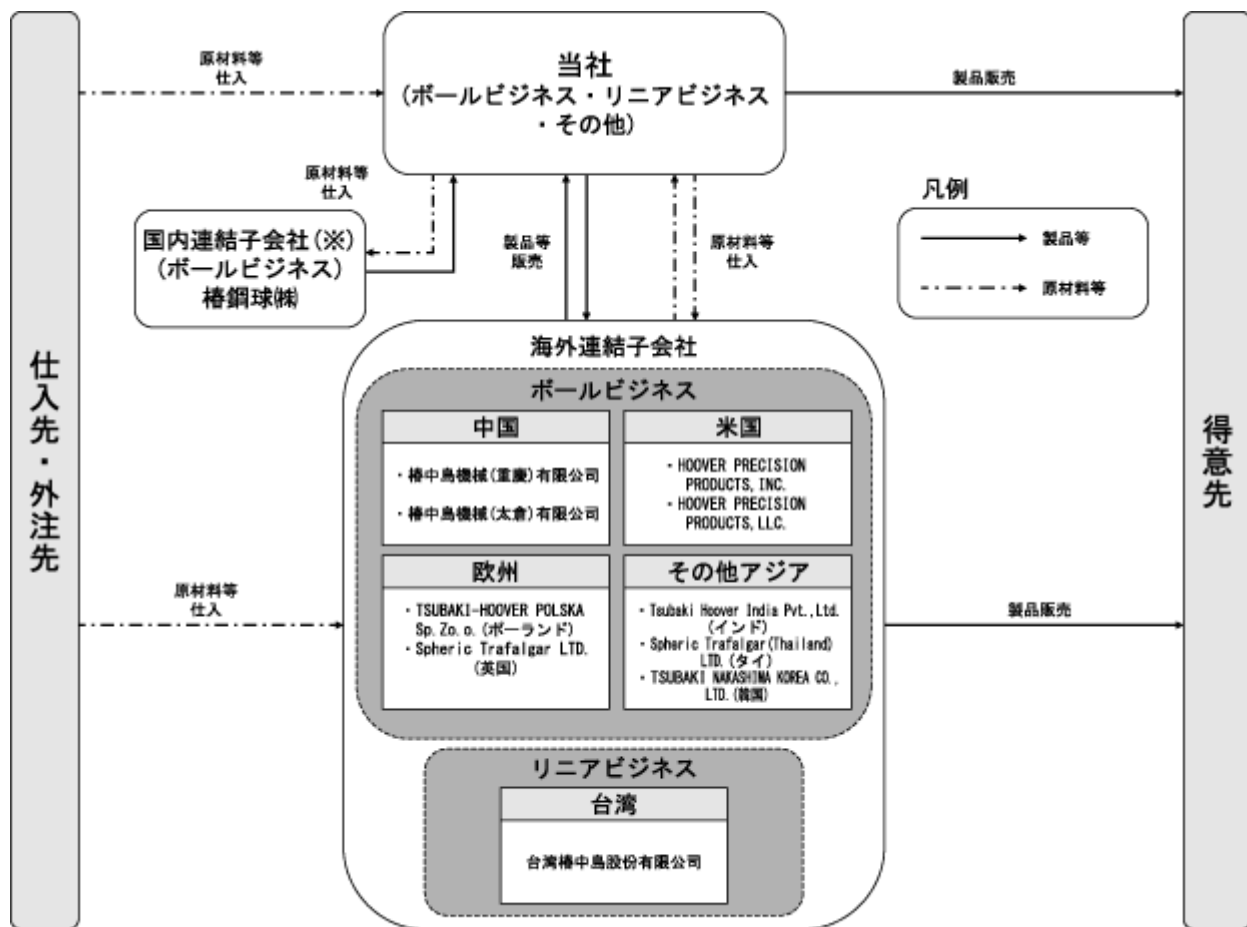 当社
(ボールビジネス・リニアビジネス
・その他)
原材料等
仕入
製品販売
原材料等
仕入
国内連結子会社(※)
(ボールビジネス)
椿鋼球㈱
製品等
販売
原材料等
仕入
凡例
製品等
原材料等
仕入先・外注先
得意先
海外連結子会社
ボールビジネス
中国
・椿中島機械(重慶)有限公司
・椿中島機械(太倉)有限公司
米国
・HOOVER PRECISION
PRODUCTS, INC.
・HOOVER PRECISION
PRODUCTS, LLC.
欧州
・TSUBAKI-HOOVER POLSKA
Sp. Zo. o. (ポーランド)
・Spheric Trafalgar LTD.
(英国)
その他アジア
・Tsubaki Hoover India Pvt., Ltd.
(インド)
・Spheric Trafalgar(Thailand)
LTD. (タイ)
・TSUBAKI NAKASHIMA KOREA CO.,
LTD. (韓国)
原材料等
仕入
製品販売
リニアビジネス
台湾
台湾椿中島股份有限公司